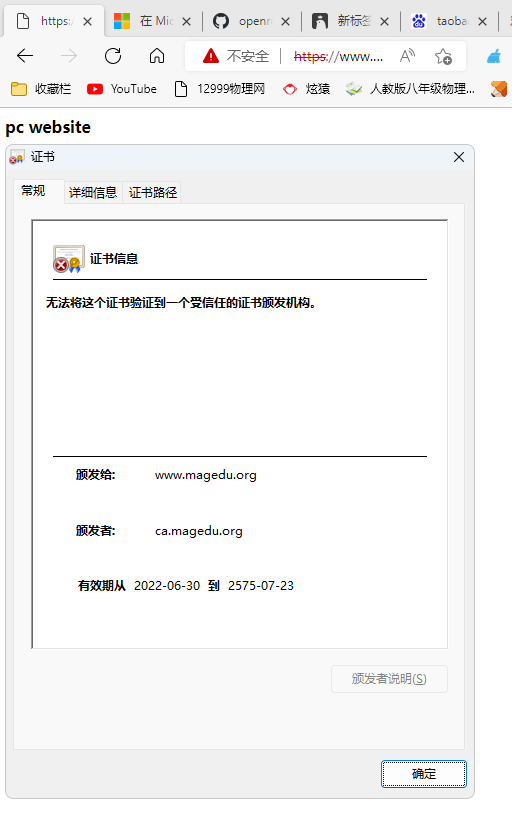 https:/
在 Mic
openre
新标签
taobao
不安全 https://www....
收藏栏 YouTube 12999物理网 炫猿 人教版八年级物理...
pc website
证书
常规 详细信息 证书路径
证书信息
无法将这个证书验证到一个受信任的证书颁发机构。
颁发给: www.magedu.org
颁发者: ca.magedu.org
有效期从 2022-06-30 到 2575-07-23
颁发者说明(S)
确定